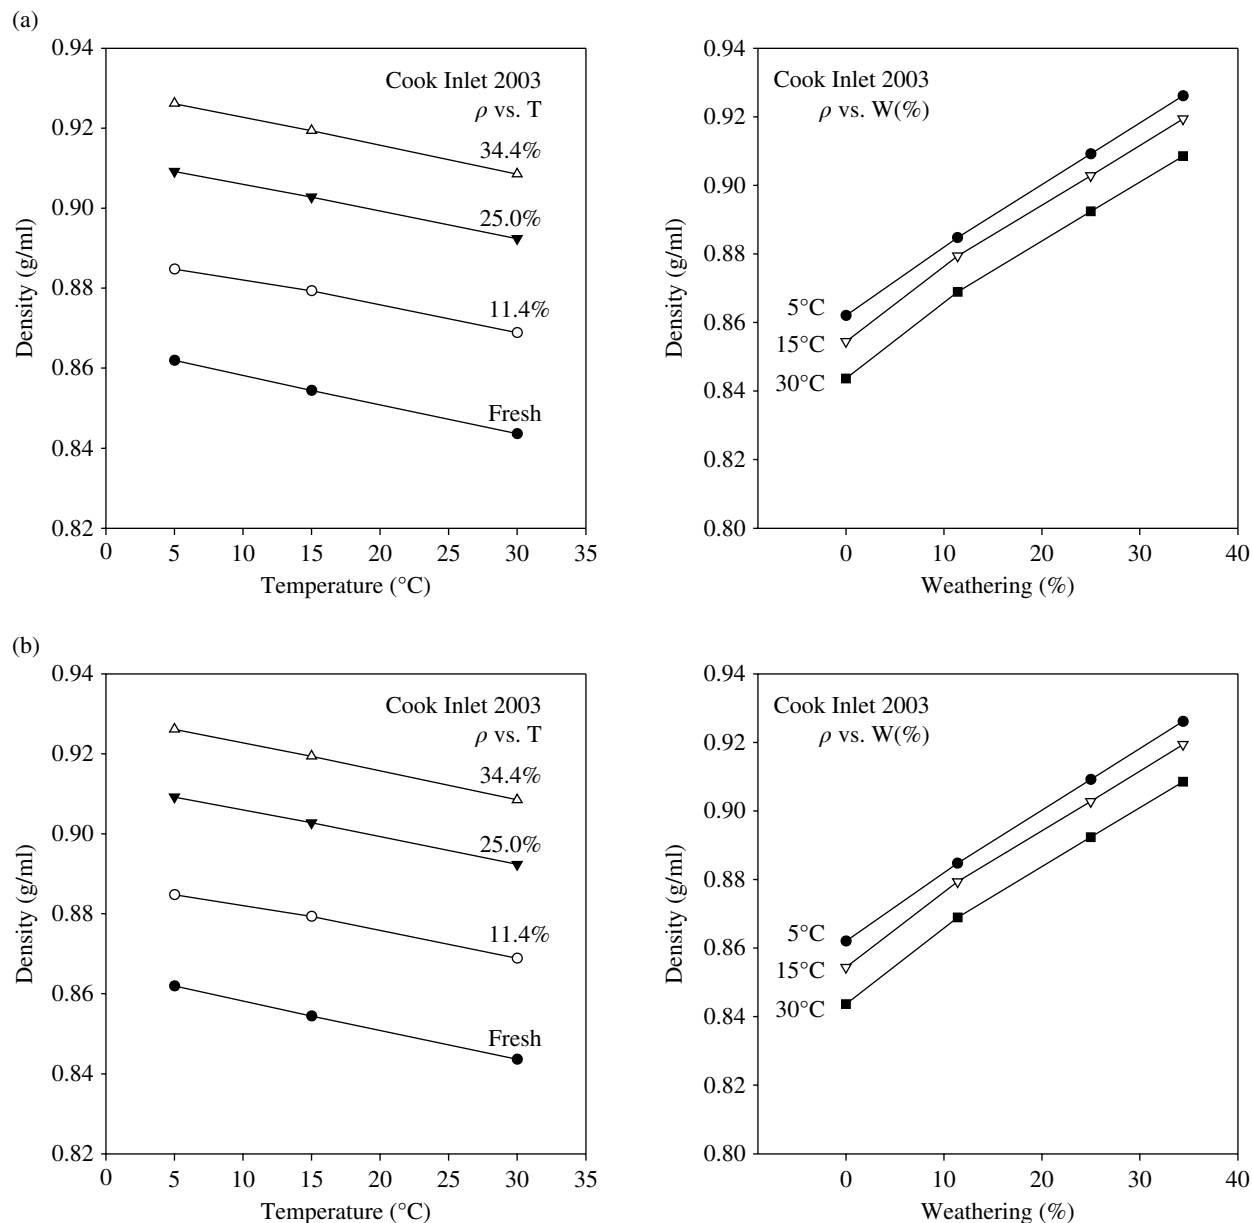 (a)
0.94
0.92
0.90
0.88
0.86
0.84
0.82
Density (g/ml)
Cook Inlet 2003
ρ vs. T
34.4%
25.0%
11.4%
Fresh
0 5 10 15 20 25 30 35
Temperature (°C)
0.94
0.92
0.90
0.88
0.86
0.84
0.82
0.80
Density (g/ml)
Cook Inlet 2003
ρ vs. W(%)
5°C
15°C
30°C
0 10 20 30 40
Weathering (%)
(b)
0.94
0.92
0.90
0.88
0.86
0.84
0.82
Density (g/ml)
Cook Inlet 2003
ρ vs. T
34.4%
25.0%
11.4%
Fresh
0 5 10 15 20 25 30 35
Temperature (°C)
0.94
0.92
0.90
0.88
0.86
0.84
0.82
0.80
Density (g/ml)
Cook Inlet 2003
ρ vs. W(%)
5°C
15°C
30°C
0 10 20 30 40
Weathering (%)